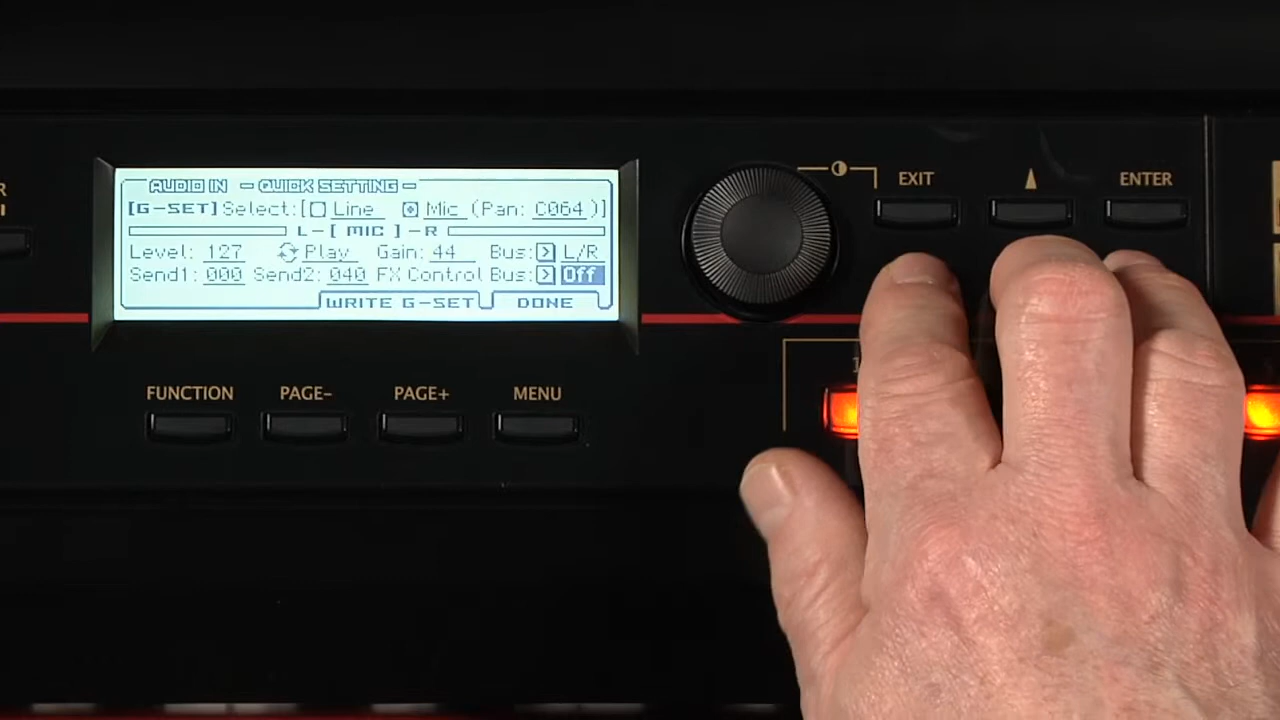 AUDIO IN - QUICK SETTING -
[G-SET] Select:[ Line Mic (Pan: C064 )]
L-[ MIC ]-R
Level: 127 Play Gain: 44 Bus: L/R
Send1: 000 Send2: 040 FX Control Bus: Off
WRITE G-SET DONE
EXIT ENTER
FUNCTION PAGE- PAGE+ MENU